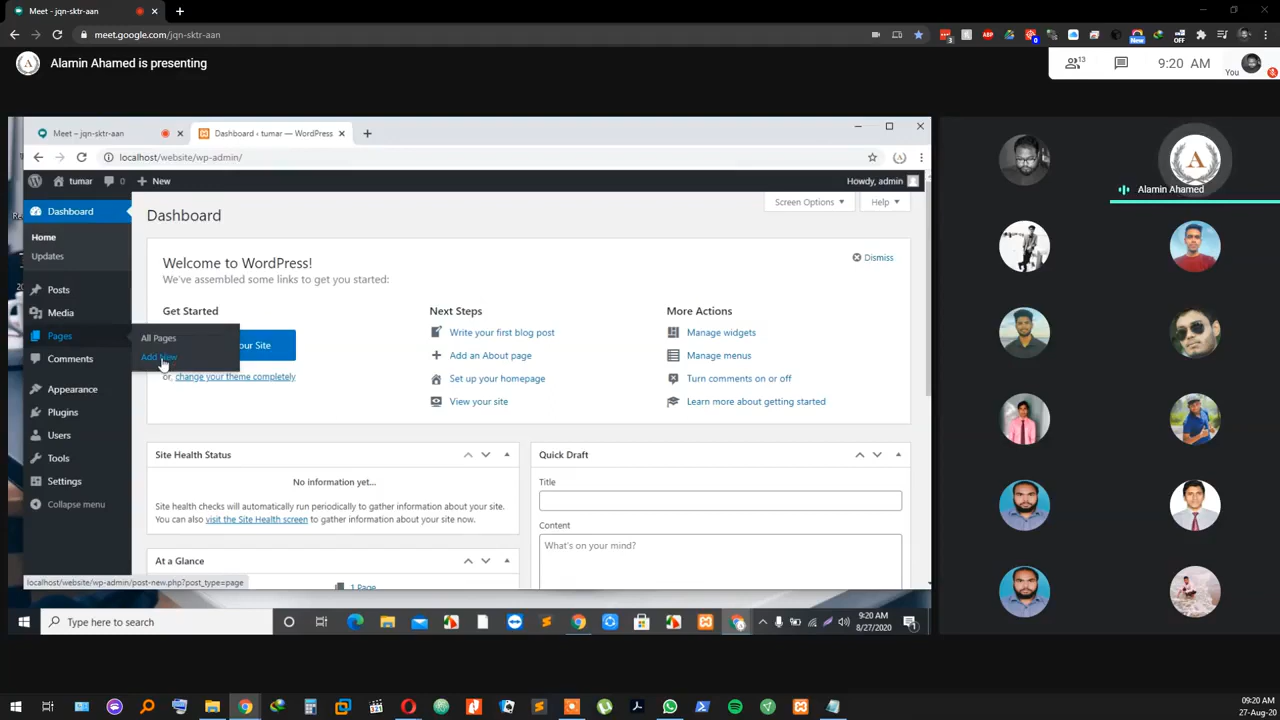 Meet - jqn-sktr-aan
meet.google.com/jqn-sktr-aan
New
OFF
Alamin Ahamed is presenting
13
9:20 AM
You
Meet – jqn-sktr-aan
Dashboard ‹ tumar — WordPress
localhost/website/wp-admin/
tumar
0
New
Howdy, admin
Dashboard
Home
Updates
Posts
Media
Pages
Comments
Appearance
Plugins
Users
Tools
Settings
Collapse menu
All Pages
Add New
Dashboard
Screen Options
Help
Welcome to WordPress!
We've assembled some links to get you started:
Dismiss
Get Started
our Site
or, change your theme completely
Next Steps
Write your first blog post
Add an About page
Set up your homepage
View your site
More Actions
Manage widgets
Manage menus
Turn comments on or off
Learn more about getting started
Site Health Status
No information yet...
Site health checks will automatically run periodically to gather information about your site.
You can also visit the Site Health screen to gather information about your site now.
At a Glance
1 Page
Quick Draft
Title
Content
What's on your mind?
localhost/website/wp-admin/post-new.php?post_type=page
Type here to search
9:20 AM
8/27/2020
1
A
Alamin Ahamed
09:20 AM
27-Aug-20